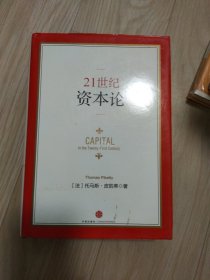 21世纪
资本论
CAPITAL
in the Twenty-First Century
Thomas Piketty
[法] 托马斯·皮凯蒂 ◎ 著